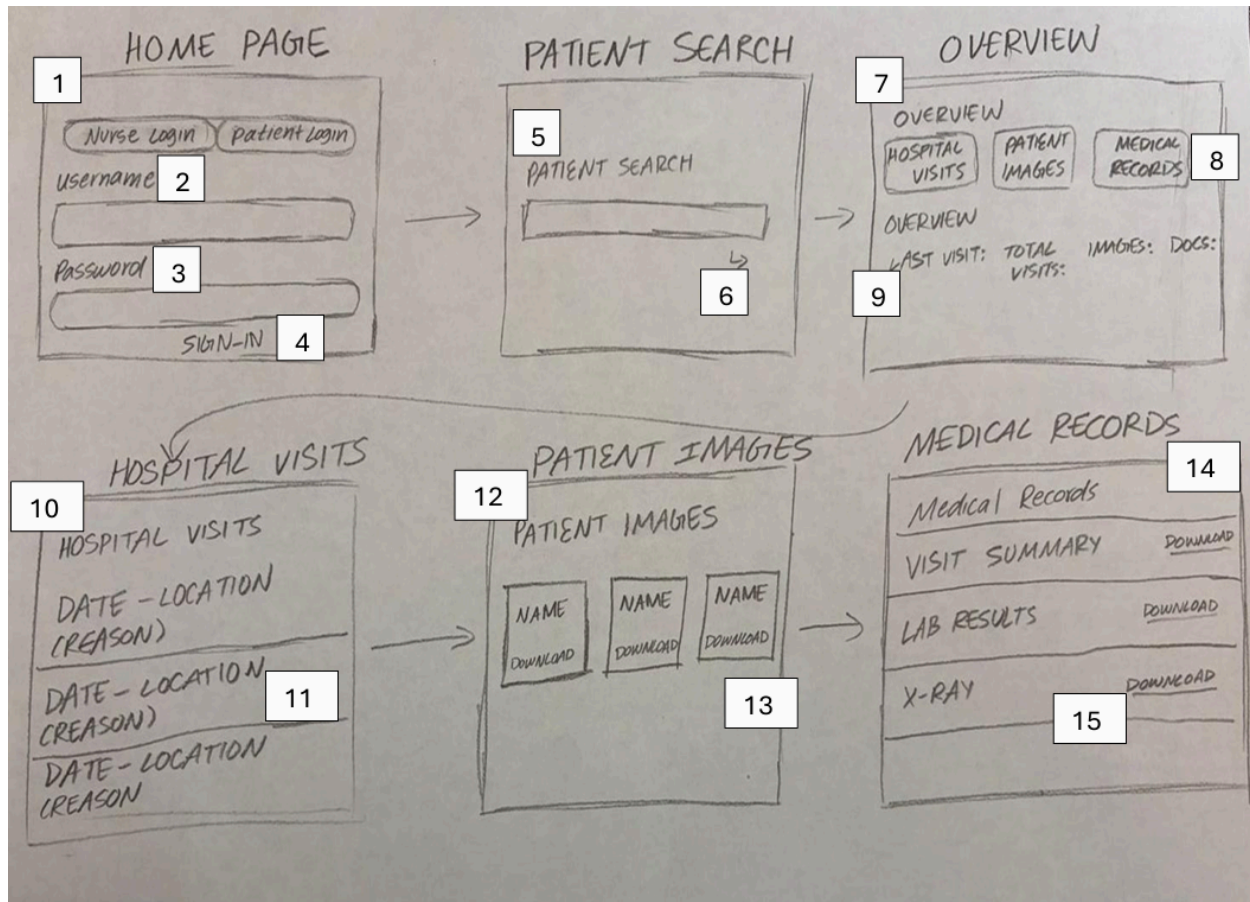 HOME PAGE
1
Nurse Login Patient Login
username 2
Password 3
SIGN-IN 4
PATIENT SEARCH
5
PATIENT SEARCH
6
OVERVIEW
7
OVERVIEW
HOSPITAL VISITS
PATIENT IMAGES
MEDICAL RECORDS
8
OVERVIEW
LAST VISIT: TOTAL VISITS: IMAGES: DOCS:
9
HOSPITAL VISITS
10
HOSPITAL VISITS
DATE - LOCATION
(REASON)
DATE - LOCATION
(REASON)
11
DATE - LOCATION
(REASON
PATIENT IMAGES
12
PATIENT IMAGES
NAME
DOWNLOAD
NAME
DOWNLOAD
NAME
DOWNLOAD
13
MEDICAL RECORDS
14
Medical Records
VISIT SUMMARY DOWNLOAD
LAB RESULTS DOWNLOAD
X-RAY DOWNLOAD
15